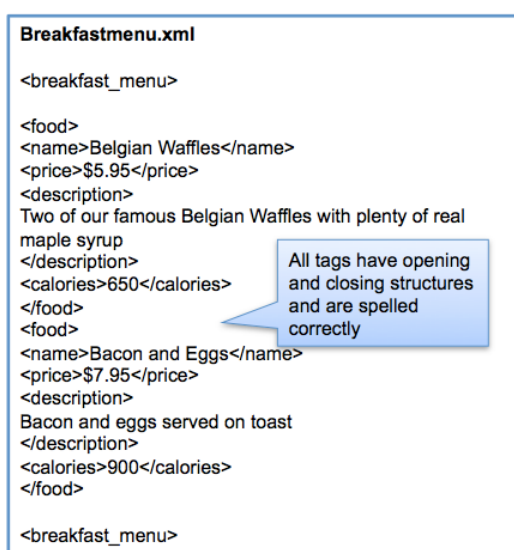 Breakfastmenu.xml
<breakfast_menu>
<food>
<name>Belgian Waffles</name>
<price>$5.95</price>
<description>
Two of our famous Belgian Waffles with plenty of real
maple syrup
</description>
<calories>650</calories>
</food>
<food>
<name>Bacon and Eggs</name>
<price>$7.95</price>
<description>
Bacon and eggs served on toast
</description>
<calories>900</calories>
</food>
<breakfast_menu>
All tags have opening
and closing structures
and are spelled
correctly